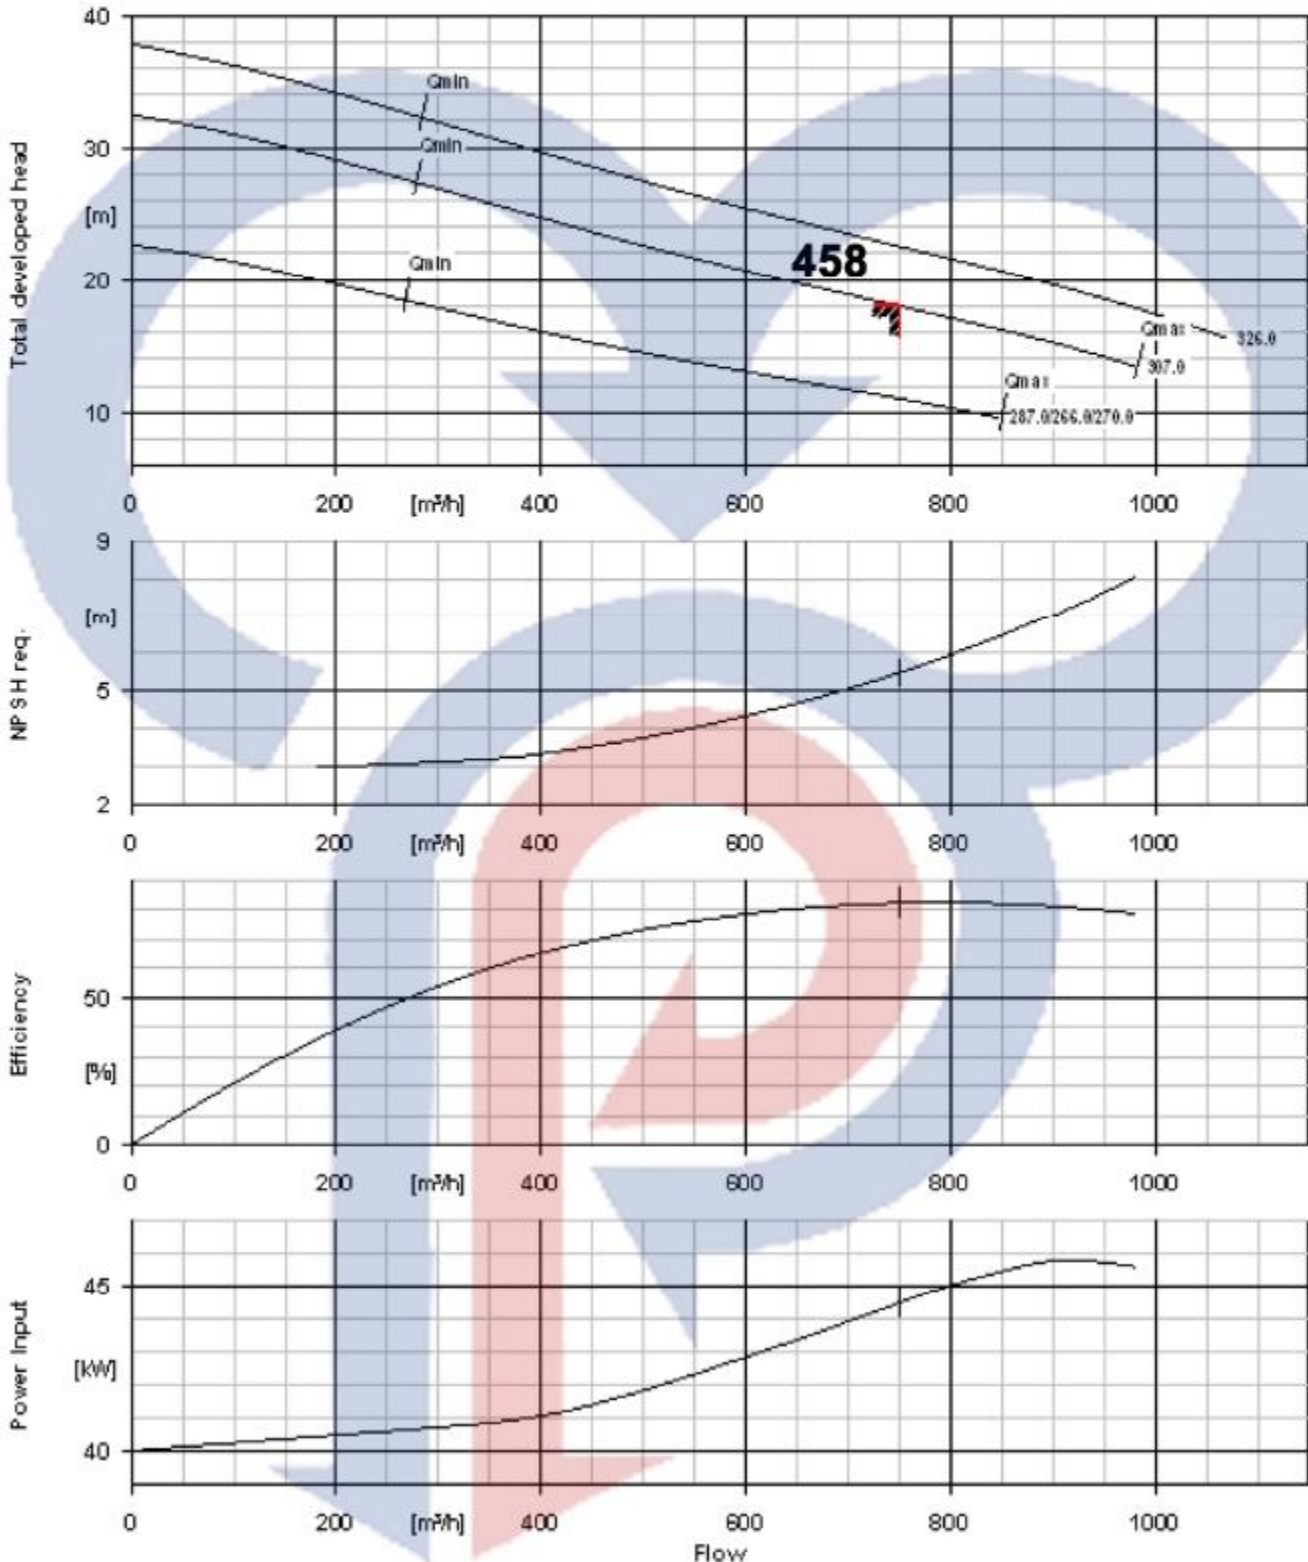 40
Qmin
Qmin
30
Total developed head
[m]
Qmin
458
20
Qmax
326.0
307.0
Qmax
10
287.0/266.0/270.0
0 200 [m³/h] 400 600 800 1000
9
[m]
NPSH req.
5
2
0 200 [m³/h] 400 600 800 1000
Efficiency
50
[%]
0
0 200 [m³/h] 400 600 800 1000
45
Power Input
[kW]
40
0 200 [m³/h] 400 600 800 1000
Flow